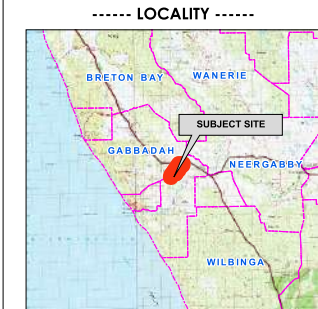 ------ LOCALITY ------
BRETON BAY
WANERIE
SUBJECT SITE
GABBADAH
NEERGABBY
WILBINGA